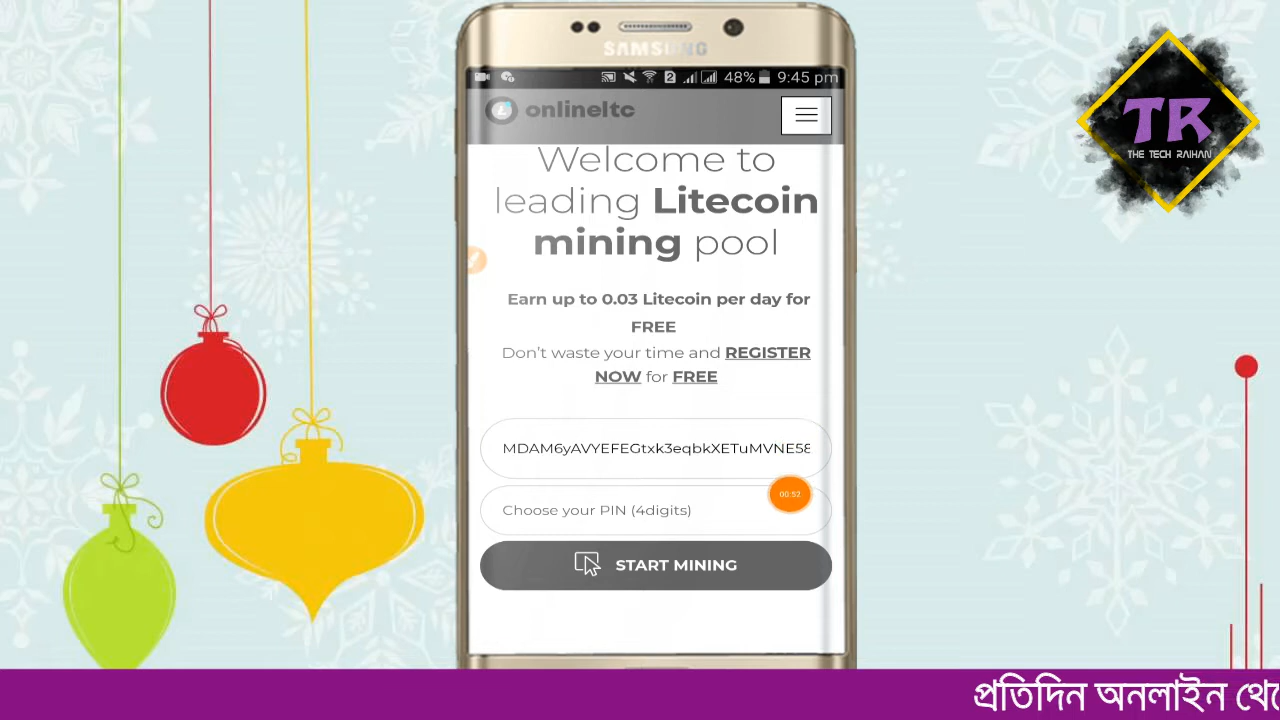 SAMSUNG
2 48% 9:45 pm
onlineltc
Welcome to
leading Litecoin
mining pool
Earn up to 0.03 Litecoin per day for
FREE
Don't waste your time and REGISTER
NOW for FREE
MDAM6yAVYEFEGtxk3eqbkXETuMVNE58
00:52
Choose your PIN (4digits)
START MINING
TR
THE TECH RAIHAN
প্রতিদিন অনলাইন